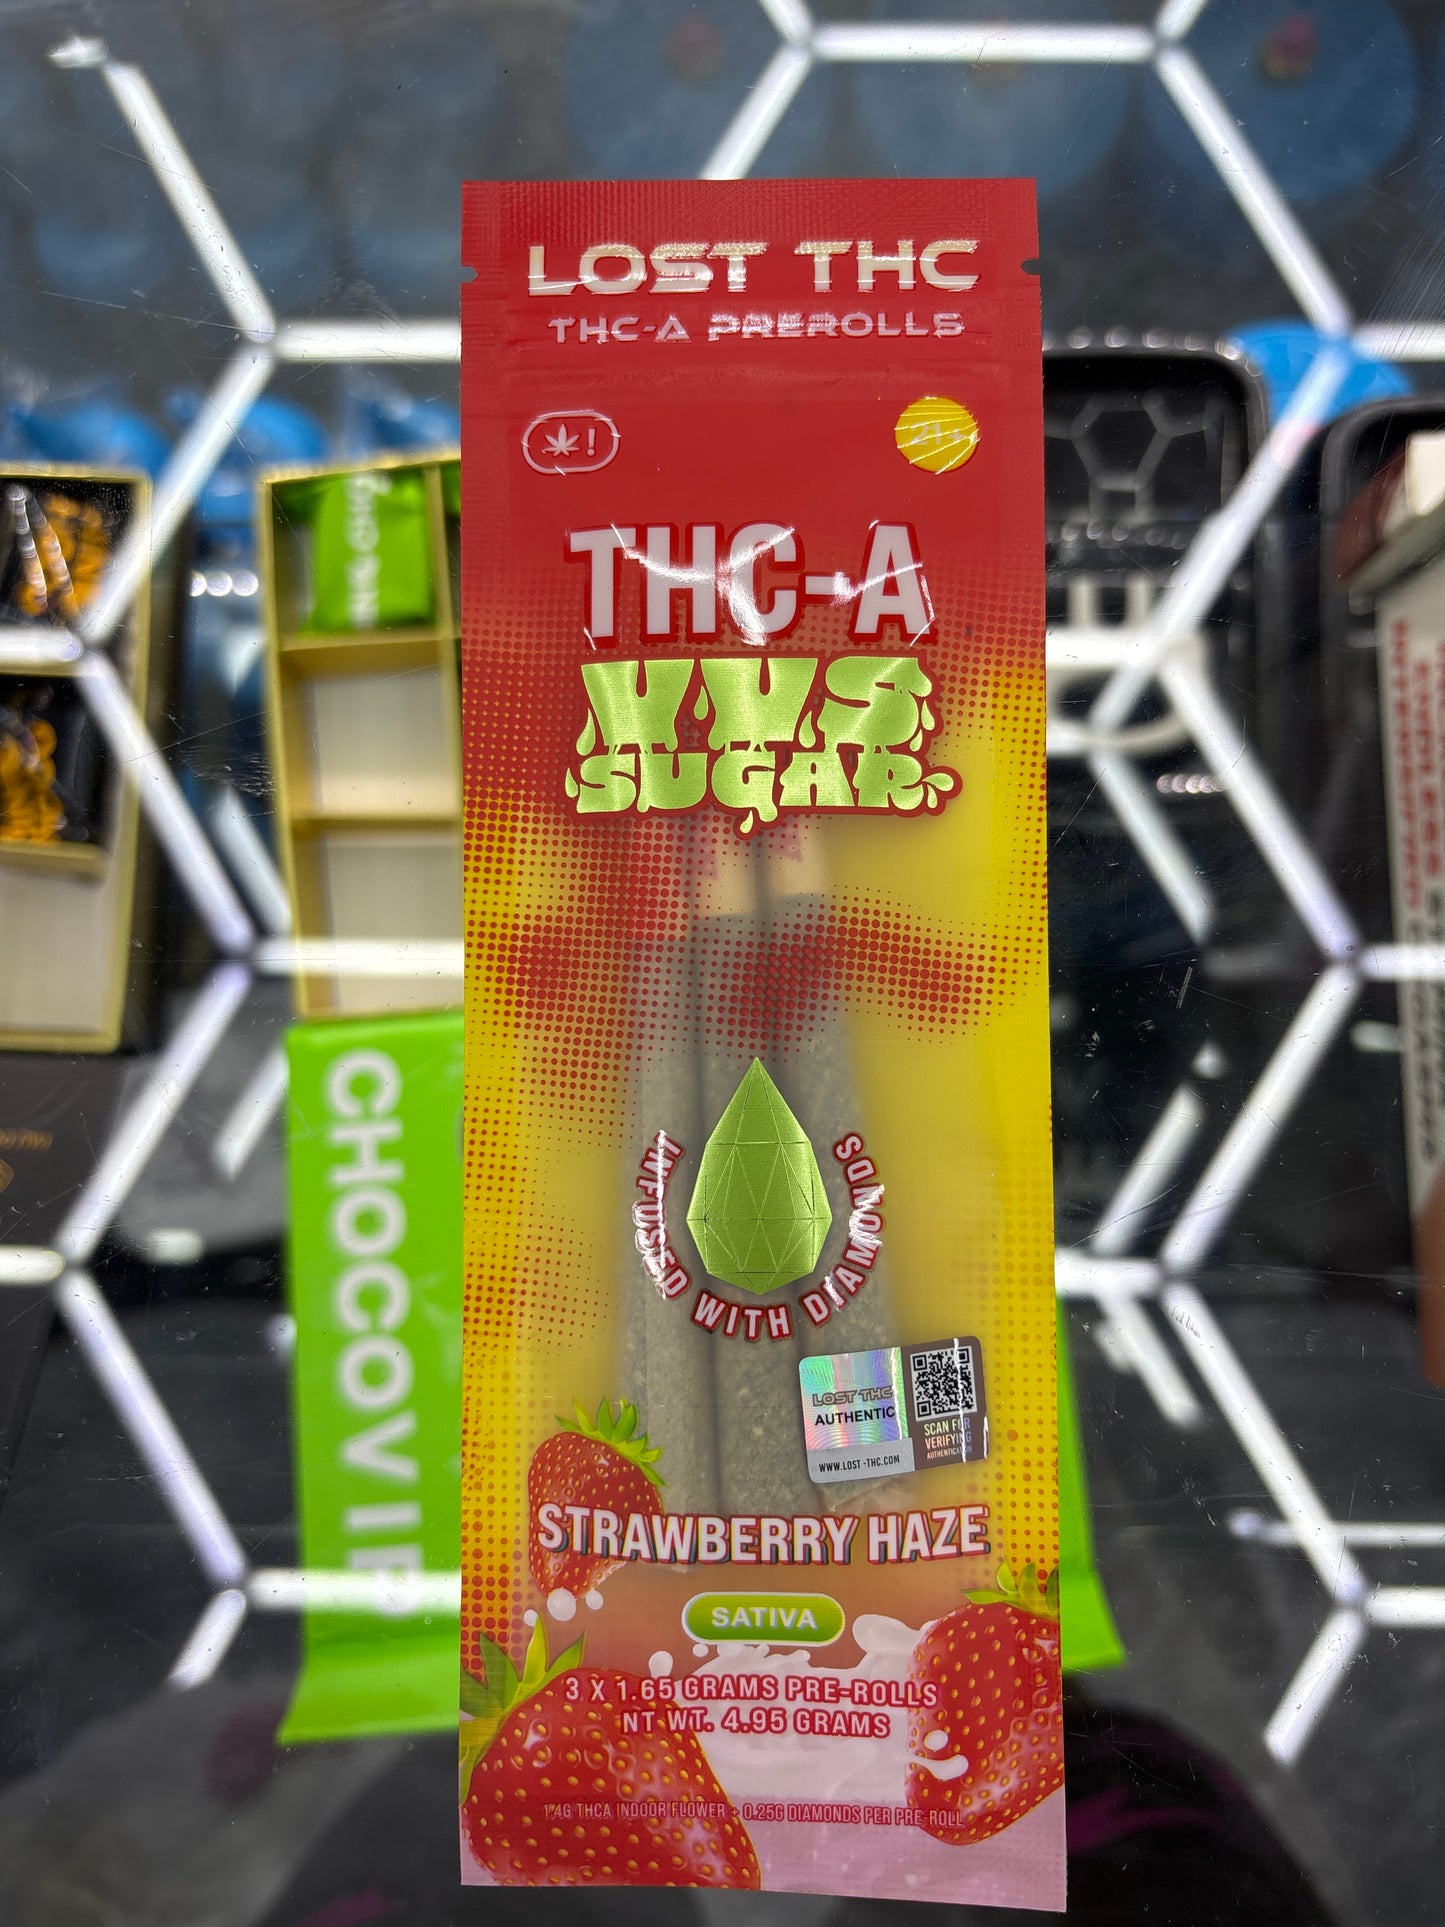 LOST THC
THC-A PREROLLS
!
21+
THC-A
VVS
SUGAR
INFUSED WITH DIAMONDS
LOST THC
AUTHENTIC
WWW.LOST-THC.COM
SCAN FOR
VERIFYING
AUTHENTICATION
STRAWBERRY HAZE
SATIVA
3 X 1.65 GRAMS PRE-ROLLS
NT WT. 4.95 GRAMS
1.4G THCA INDOOR FLOWER + 0.25G DIAMONDS PER PRE-ROLL
CHOCOVI